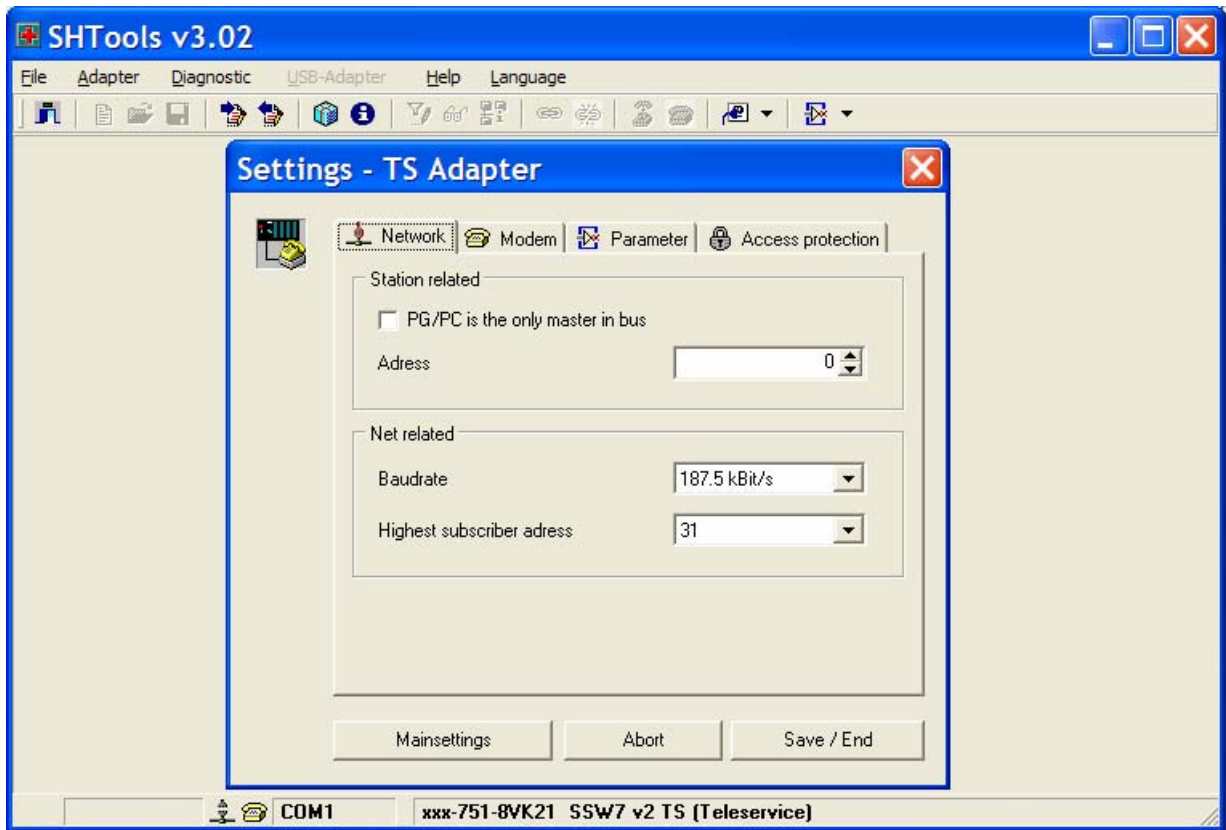 SHTools v3.02
File Adapter Diagnostic USB-Adapter Help Language
Settings - TS Adapter
Network Modem Parameter Access protection
Station related
PG/PC is the only master in bus
Adress 0
Net related
Baudrate 187.5 kBit/s
Highest subscriber adress 31
Mainsettings Abort Save / End
COM1 xxx-751-8VK21 SSW7 v2 TS (Teleservice)